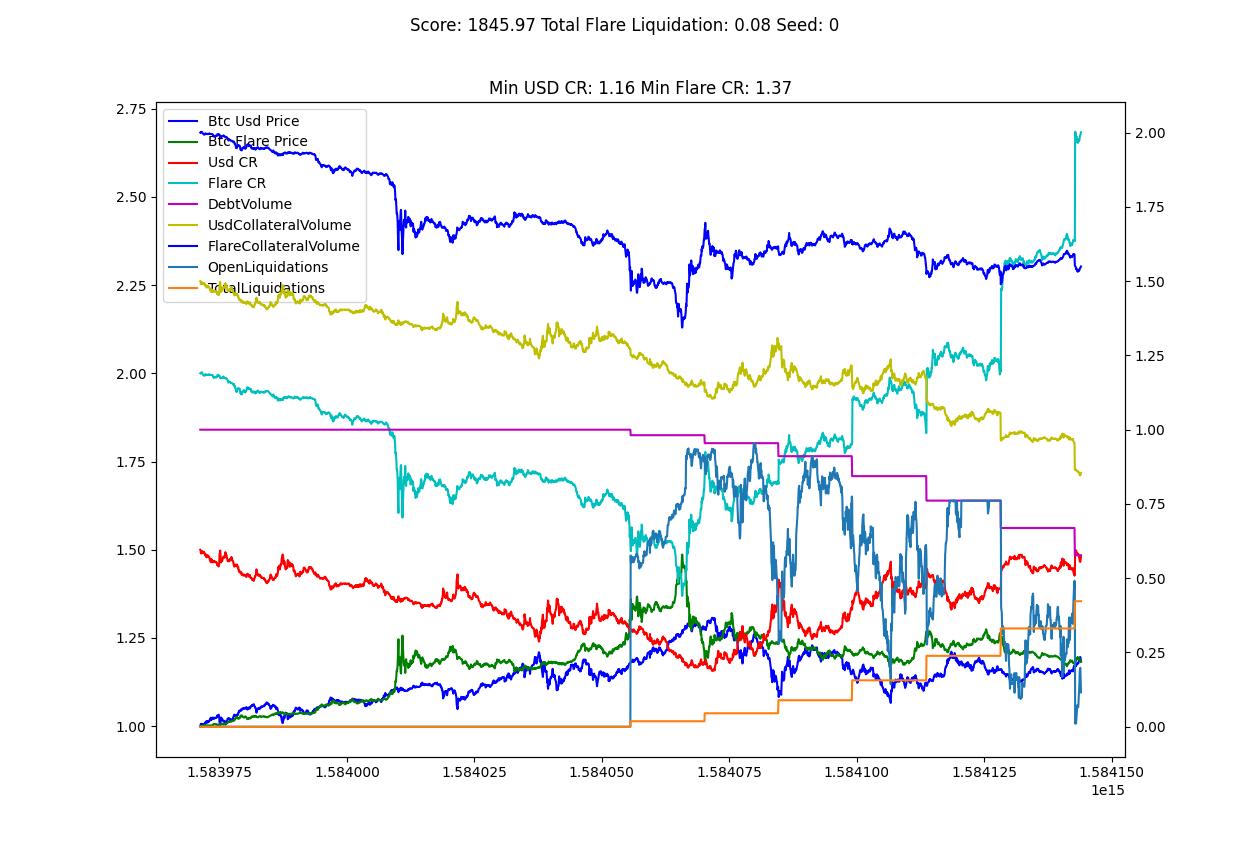 Score: 1845.97 Total Flare Liquidation: 0.08 Seed: 0
Min USD CR: 1.16 Min Flare CR: 1.37
2.75
2.50
2.25
2.00
1.75
1.50
1.25
1.00
Btc Usd Price
Btc Flare Price
Usd CR
Flare CR
DebtVolume
UsdCollateralVolume
FlareCollateralVolume
OpenLiquidations
TotalLiquidations
2.00
1.75
1.50
1.25
1.00
0.75
0.50
0.25
0.00
1.583975 1.584000 1.584025 1.584050 1.584075 1.584100 1.584125 1.584150
1e15